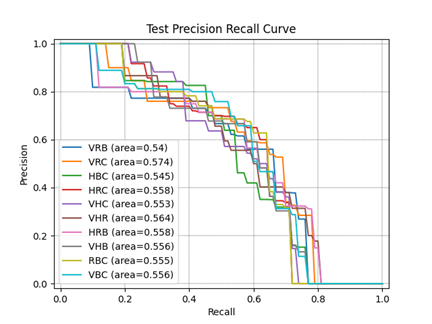 Test Precision Recall Curve
1.0
0.8
0.6
0.4
0.2
0.0
Precision
VRB (area=0.54)
VRC (area=0.574)
HBC (area=0.545)
HRC (area=0.558)
VHC (area=0.553)
VHR (area=0.564)
HRB (area=0.558)
VHB (area=0.556)
RBC (area=0.555)
VBC (area=0.556)
0.0 0.2 0.4 0.6 0.8 1.0
Recall